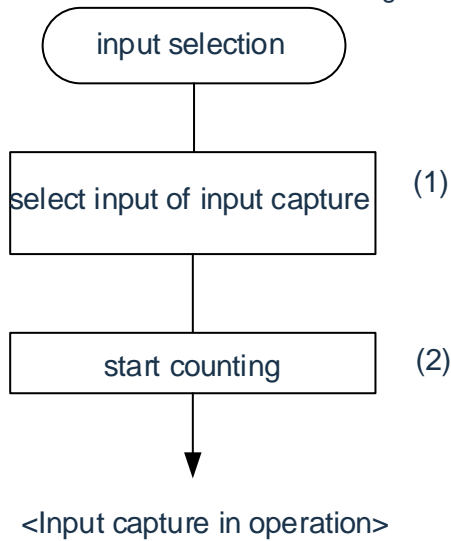 input selection
select input of input capture
(1)
start counting
(2)
<Input capture in operation>